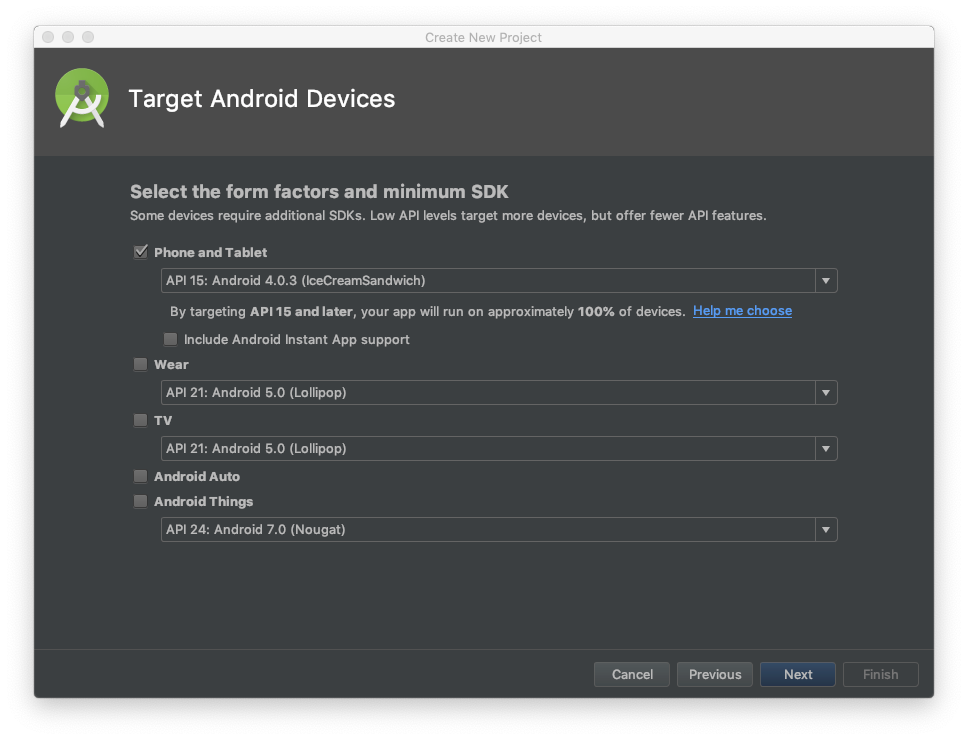 Create New Project
Target Android Devices
Select the form factors and minimum SDK
Some devices require additional SDKs. Low API levels target more devices, but offer fewer API features.
Phone and Tablet
API 15: Android 4.0.3 (IceCreamSandwich)
By targeting API 15 and later, your app will run on approximately 100% of devices. Help me choose
Include Android Instant App support
Wear
API 21: Android 5.0 (Lollipop)
TV
API 21: Android 5.0 (Lollipop)
Android Auto
Android Things
API 24: Android 7.0 (Nougat)
Cancel Previous Next Finish